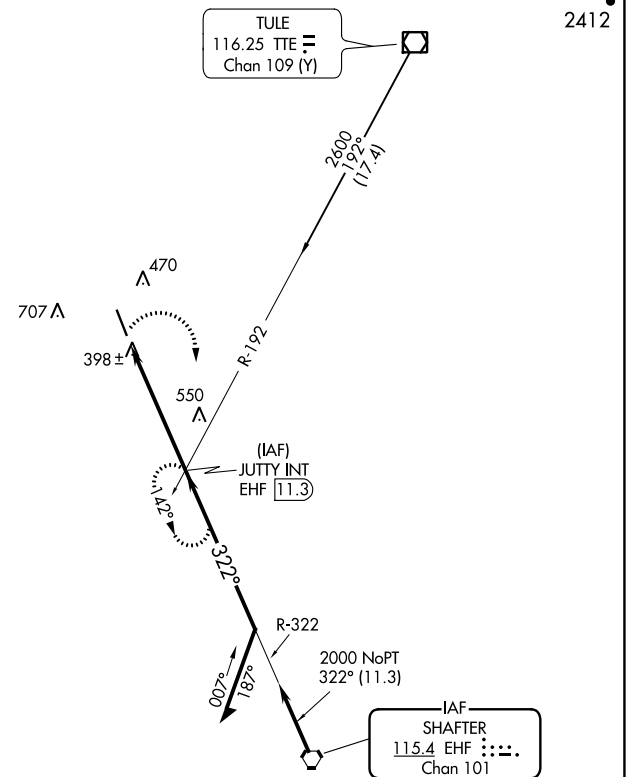 2412
TULE
116.25 TTE
Chan 109 (Y)
2600
192°
(17.4)
470
707
R-192
398 ±
550
(IAF)
JUTTY INT
EHF 11.3
142°
322°
R-322
2000 NoPT
322° (11.3)
007°
187°
IAF
SHAFTER
115.4 EHF
Chan 101